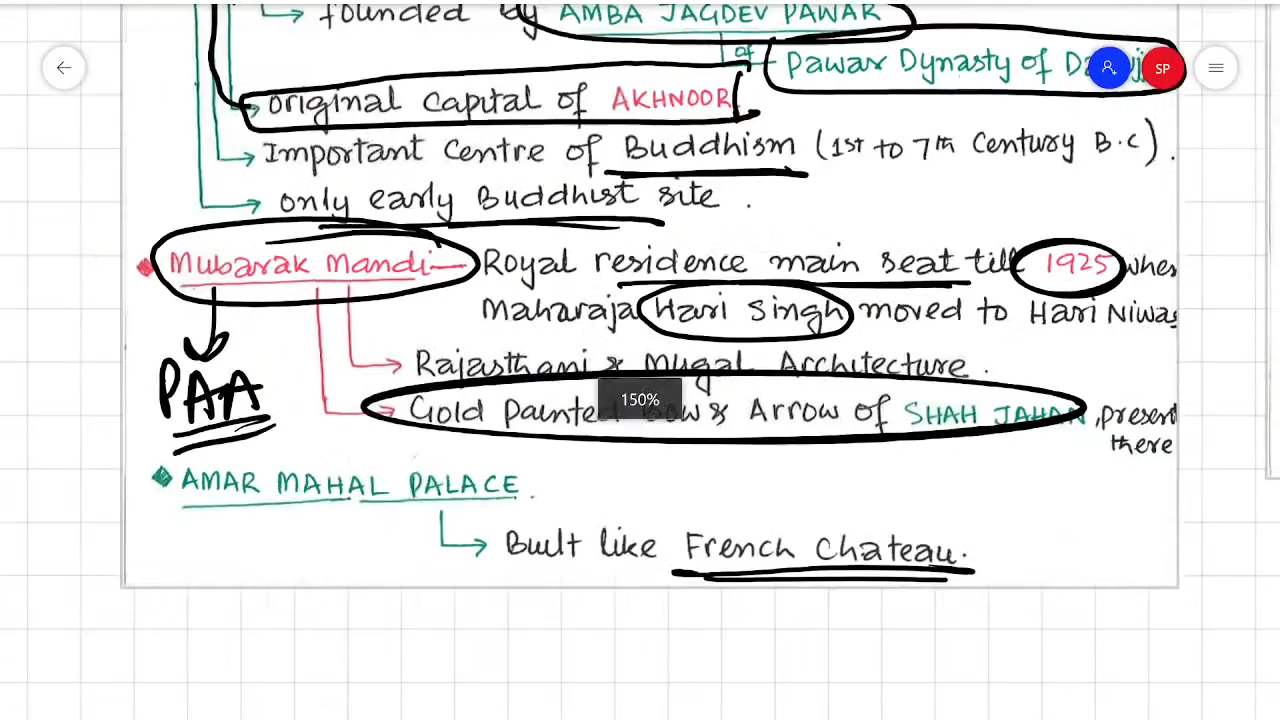 founded by AMBA JAGDEV PAWAR
of Pawar Dynasty of
SP
original capital of AKHNOOR
Important Centre of Buddhism (1st to 7th Century B.C).
only early Buddhist site.
Mubarak Mandi Royal residence main seat till 1925 when
Maharaja Hari Singh moved to Hari Niwas
Rajasthani & Mugal Architecture.
PAA
150%
Gold Painted Bow & Arrow of SHAH JAHAN, present
there
AMAR MAHAL PALACE.
Built like French Chateau.